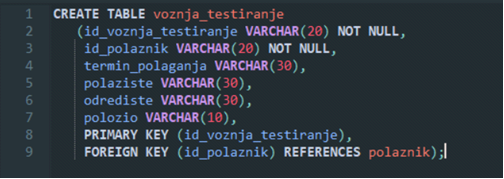 1 CREATE TABLE voznja_testiranje
2 (id_voznja_testiranje VARCHAR(20) NOT NULL,
3 id_polaznik VARCHAR(20) NOT NULL,
4 termin_polaganja VARCHAR(30),
5 polaziste VARCHAR(30),
6 odrediste VARCHAR(30),
7 polozio VARCHAR(10),
8 PRIMARY KEY (id_voznja_testiranje),
9 FOREIGN KEY (id_polaznik) REFERENCES polaznik);